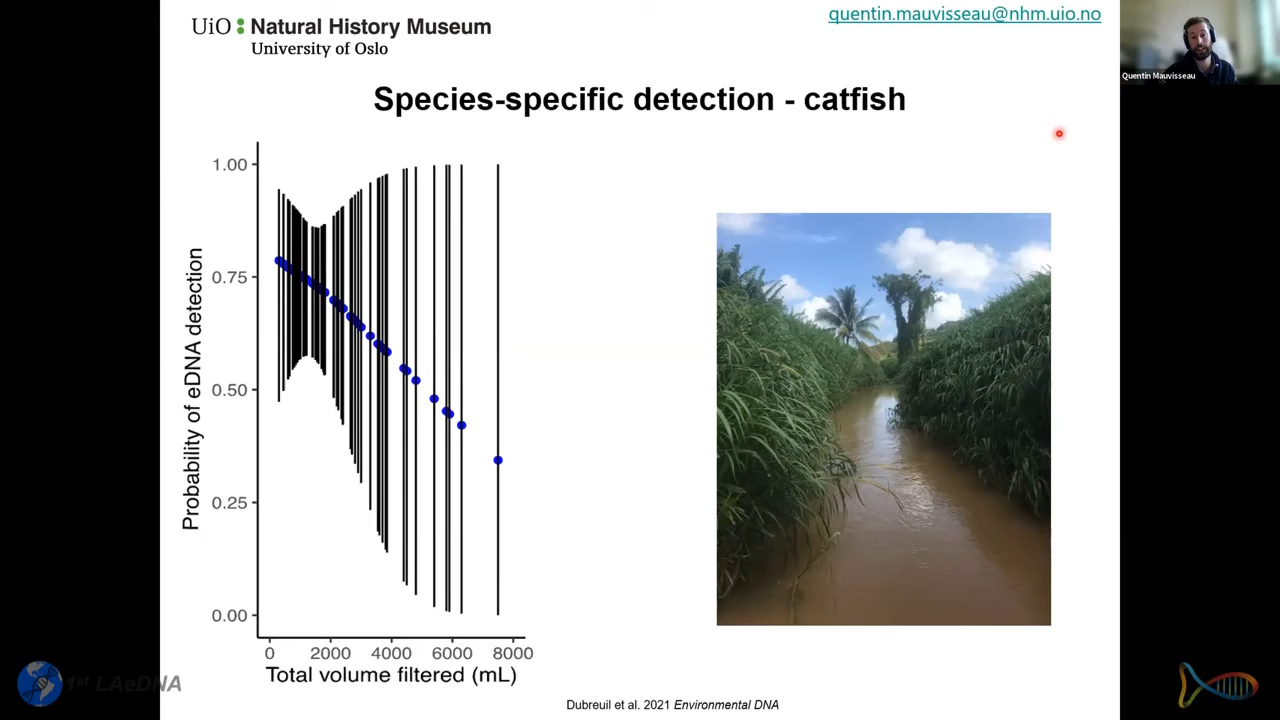 UiO : Natural History Museum
University of Oslo
quentin.mauvisseau@nhm.uio.no
Quentin Mauvisseau
Species-specific detection - catfish
Probability of eDNA detection
1.00
0.75
0.50
0.25
0.00
0 2000 4000 6000 8000
Total volume filtered (mL)
Dubreuil et al. 2021 Environmental DNA
1st LAeDNA